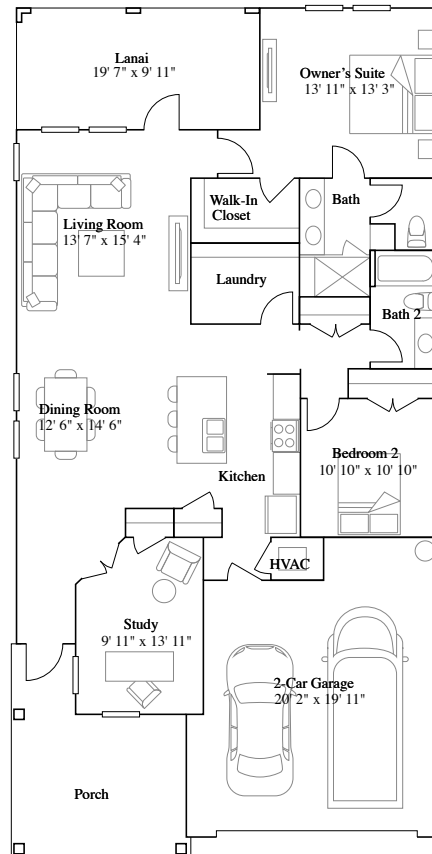 Lanai
19' 7" x 9' 11"
Owner's Suite
13' 11" x 13' 3"
Walk-In
Closet
Bath
Living Room
13' 7" x 15' 4"
Laundry
Bath 2
Dining Room
12' 6" x 14' 6"
Bedroom 2
10' 10" x 10' 10"
Kitchen
HVAC
Study
9' 11" x 13' 11"
2-Car Garage
20' 2" x 19' 11"
Porch